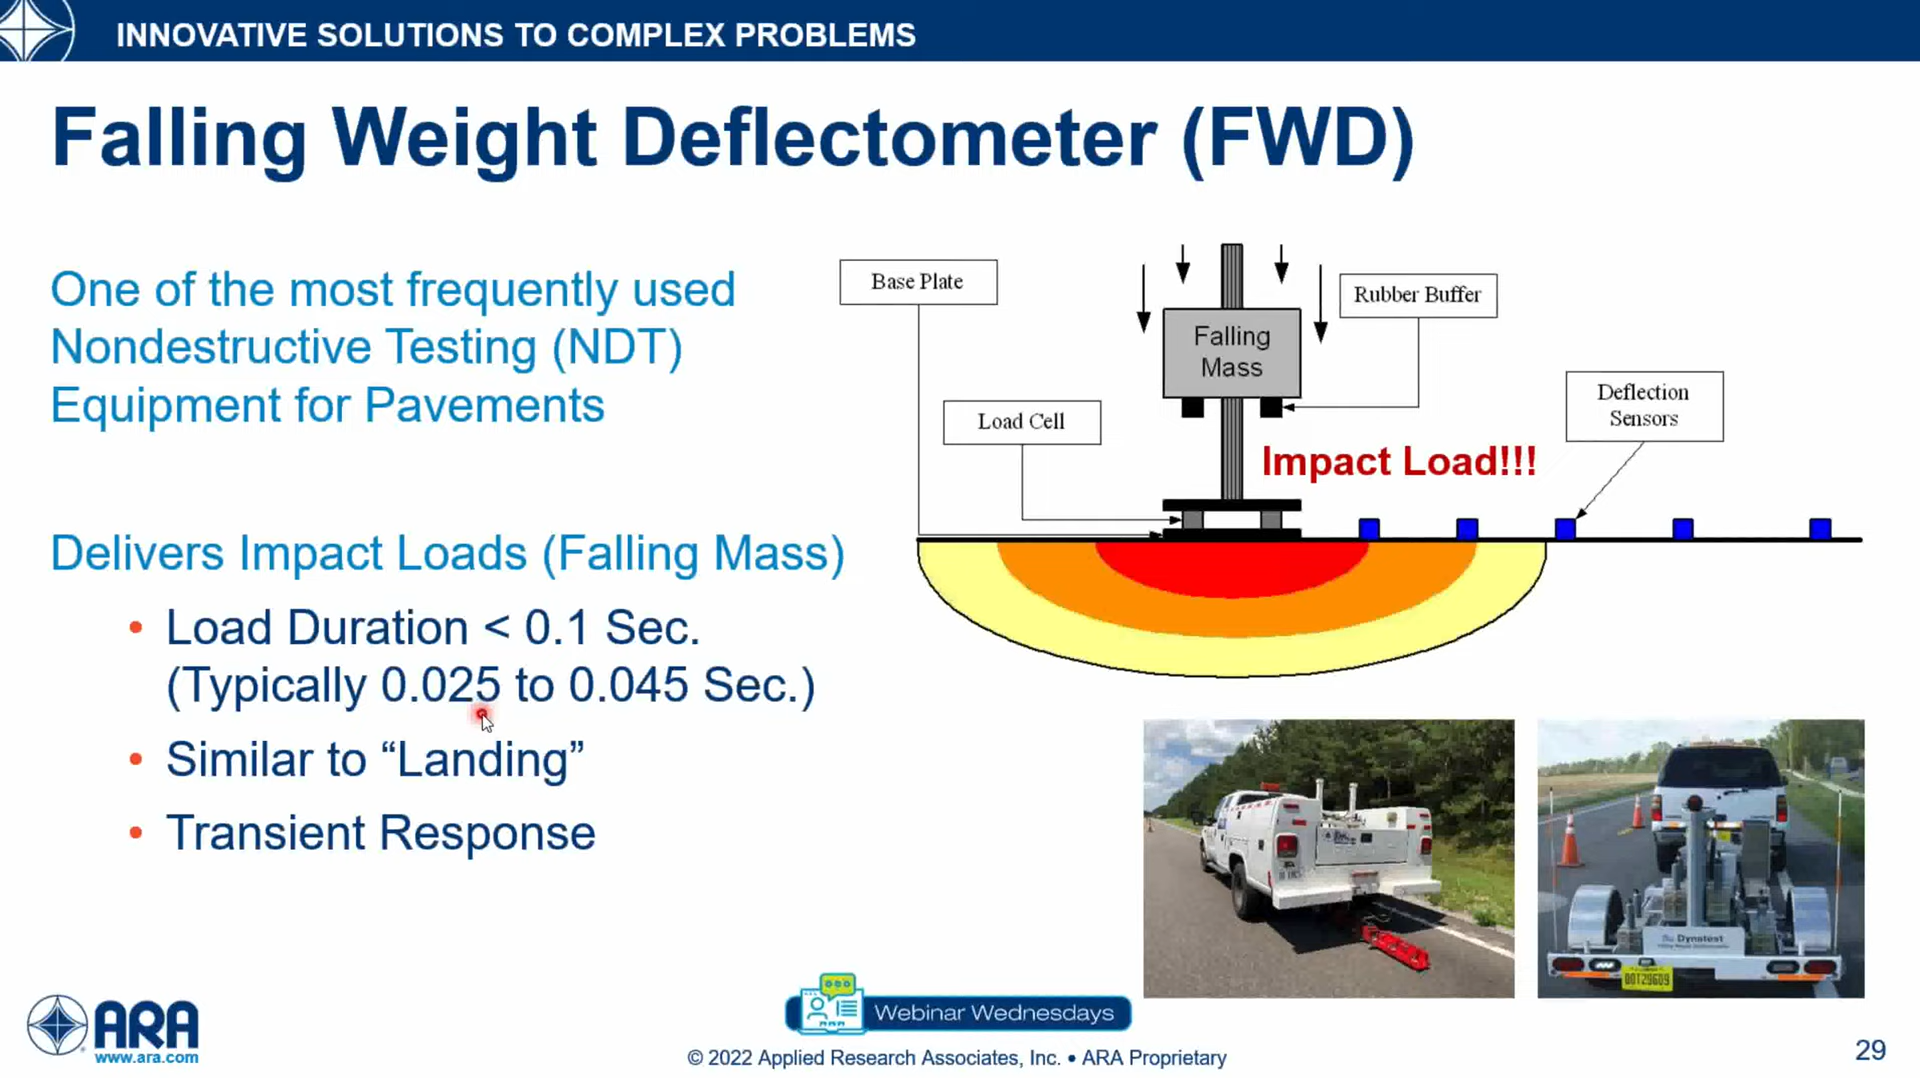 INNOVATIVE SOLUTIONS TO COMPLEX PROBLEMS
Falling Weight Deflectometer (FWD)
One of the most frequently used
Nondestructive Testing (NDT)
Equipment for Pavements
Delivers Impact Loads (Falling Mass)
• Load Duration < 0.1 Sec.
(Typically 0.025 to 0.045 Sec.)
• Similar to “Landing”
• Transient Response
Base Plate
Falling
Mass
Rubber Buffer
Load Cell
Deflection
Sensors
Impact Load!!!
Dynatest
ARA
www.ara.com
Webinar Wednesdays
© 2022 Applied Research Associates, Inc. • ARA Proprietary
29